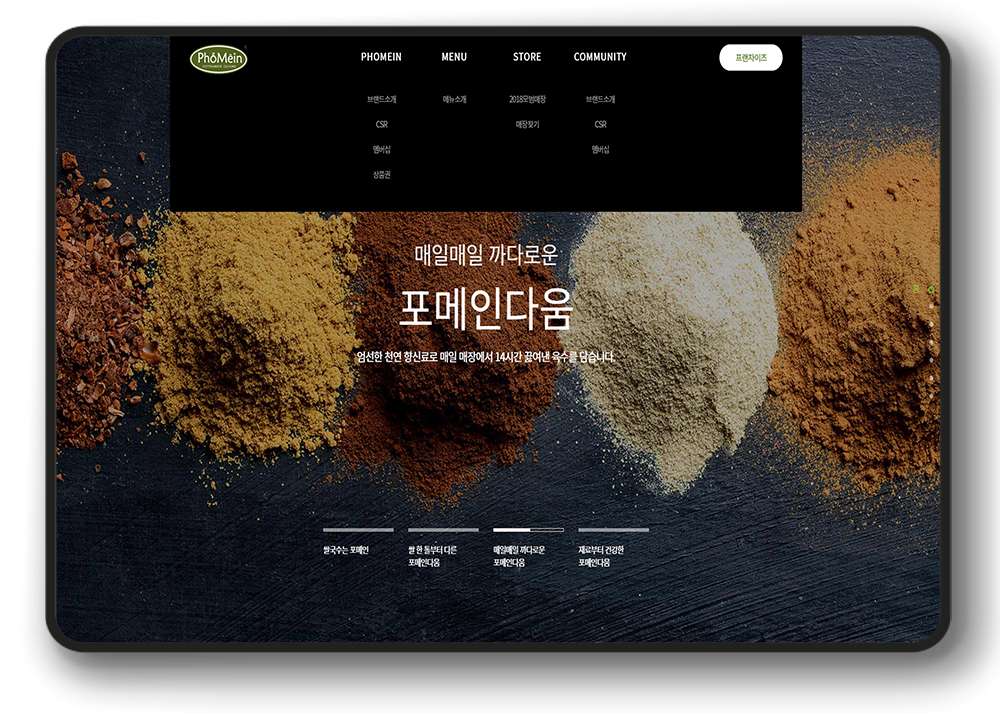 PhôMein
VIETNAMESE CUISINE
PHOMEIN
MENU
STORE
COMMUNITY
프랜차이즈
브랜드소개
메뉴소개
2018모범매장
브랜드소개
CSR
매장찾기
CSR
멤버십
멤버십
상품권
매일매일 까다로운
포메인다움
엄선한 천연 향신료로 매일 매장에서 14시간 끓여낸 육수를 담습니다.
쌀국수는 포메인
쌀 한 톨부터 다른
포메인다움
매일매일 까다로운
포메인다움
재료부터 건강한
포메인다움